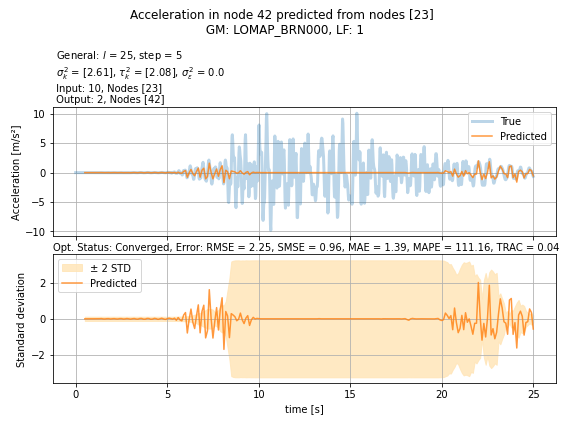 Acceleration in node 42 predicted from nodes [23]
GM: LOMAP_BRN000, LF: 1
General: l = 25, step = 5
σ²ₖ = [2.61], τ²ₖ = [2.08], σ²ε = 0.0
Input: 10, Nodes [23]
Output: 2, Nodes [42]
Acceleration [m/s²]
10
5
0
−5
−10
True
Predicted
Opt. Status: Converged, Error: RMSE = 2.25, SMSE = 0.96, MAE = 1.39, MAPE = 111.16, TRAC = 0.04
Standard deviation
2
0
−2
± 2 STD
Predicted
0 5 10 15 20 25
time [s]